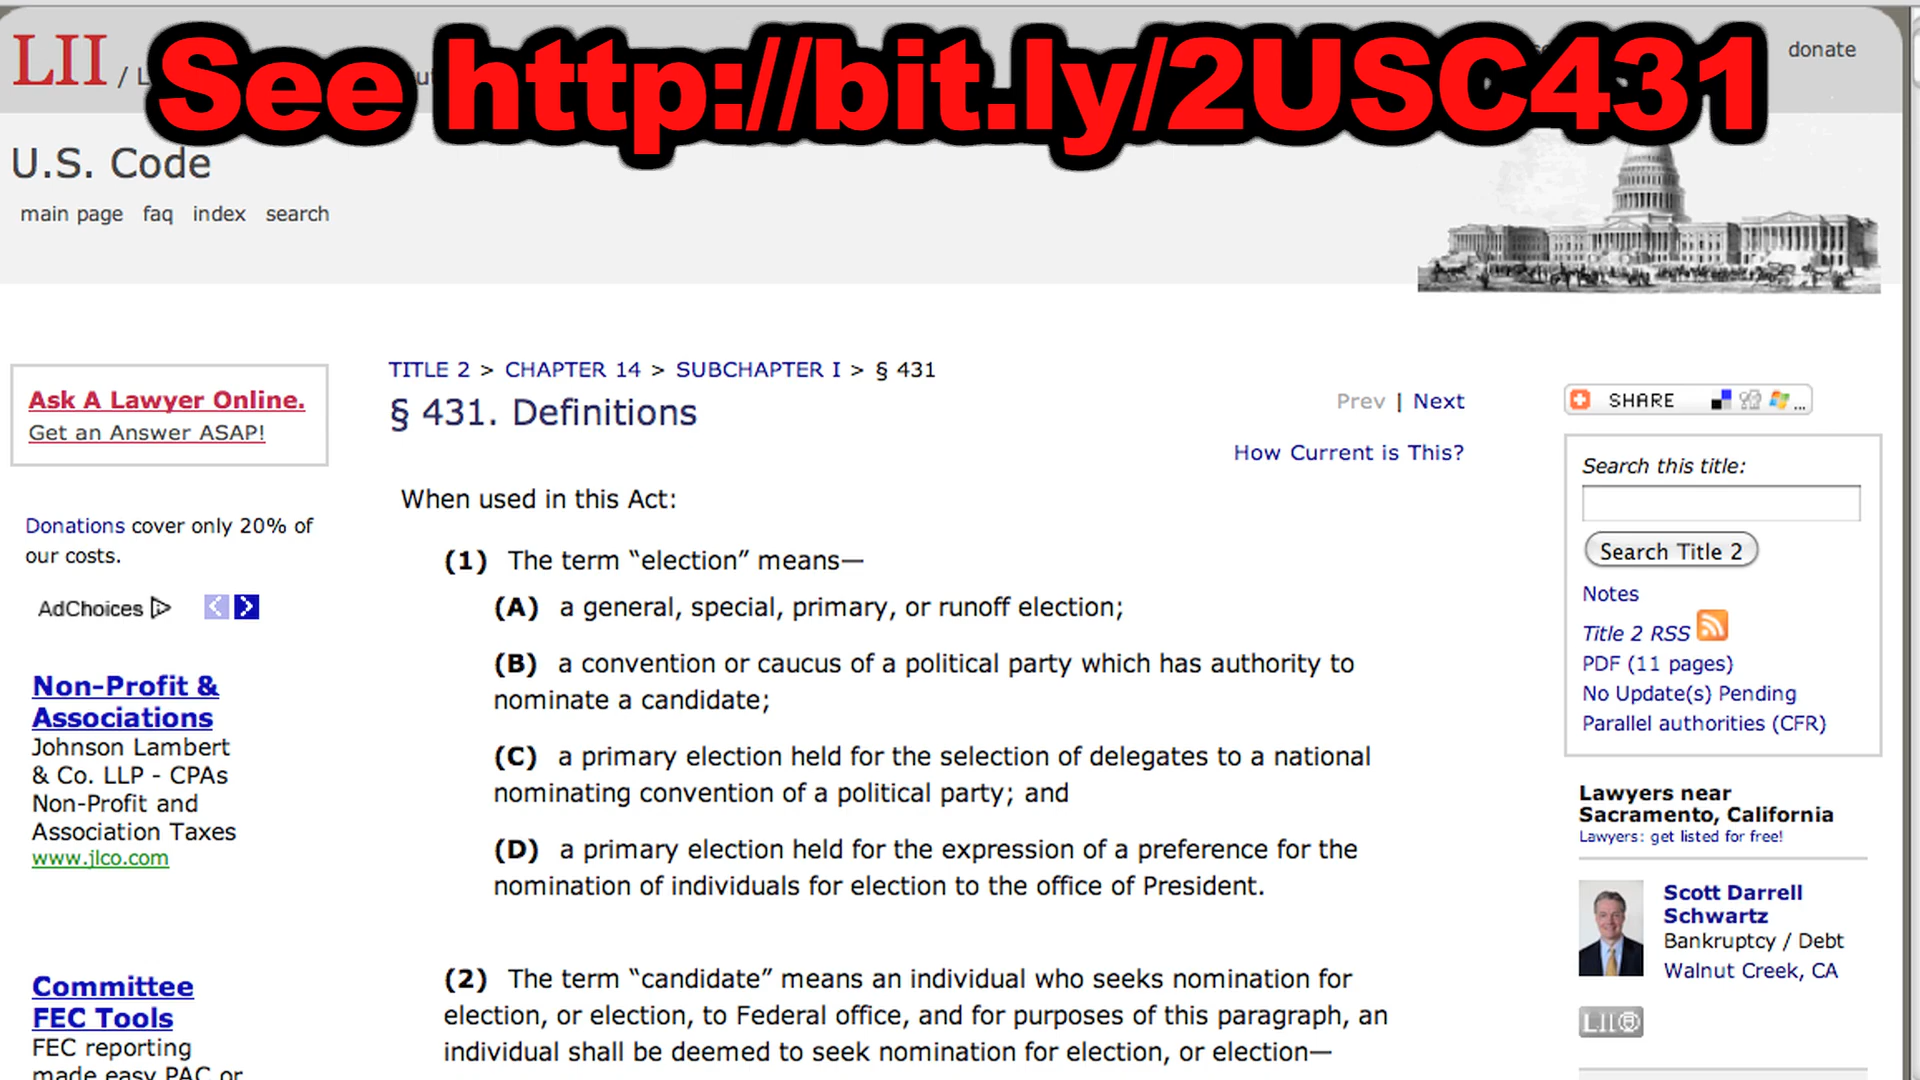 See http://bit.ly/2USC431
LII / L
donate
U.S. Code
main page faq index search
TITLE 2 > CHAPTER 14 > SUBCHAPTER I > § 431
§ 431. Definitions
Prev | Next
How Current is This?
When used in this Act:
(1) The term “election” means—
(A) a general, special, primary, or runoff election;
(B) a convention or caucus of a political party which has authority to
nominate a candidate;
(C) a primary election held for the selection of delegates to a national
nominating convention of a political party; and
(D) a primary election held for the expression of a preference for the
nomination of individuals for election to the office of President.
(2) The term “candidate” means an individual who seeks nomination for
election, or election, to Federal office, and for purposes of this paragraph, an
individual shall be deemed to seek nomination for election, or election—
Ask A Lawyer Online.
Get an Answer ASAP!
Donations cover only 20% of
our costs.
AdChoices
Non-Profit &
Associations
Johnson Lambert
& Co. LLP - CPAs
Non-Profit and
Association Taxes
www.jlco.com
Committee
FEC Tools
FEC reporting
made easy PAC or
SHARE
...
Search this title:
Search Title 2
Notes
Title 2 RSS
PDF (11 pages)
No Update(s) Pending
Parallel authorities (CFR)
Lawyers near
Sacramento, California
Lawyers: get listed for free!
Scott Darrell
Schwartz
Bankruptcy / Debt
Walnut Creek, CA
LII